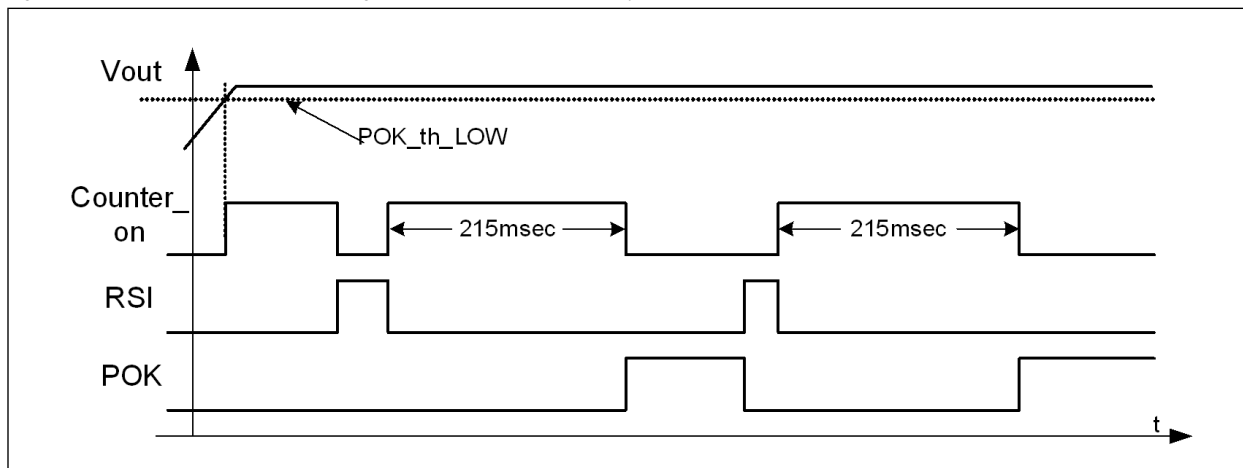 Vout
POK_th_LOW
Counter_
on
215msec
215msec
RSI
POK
t